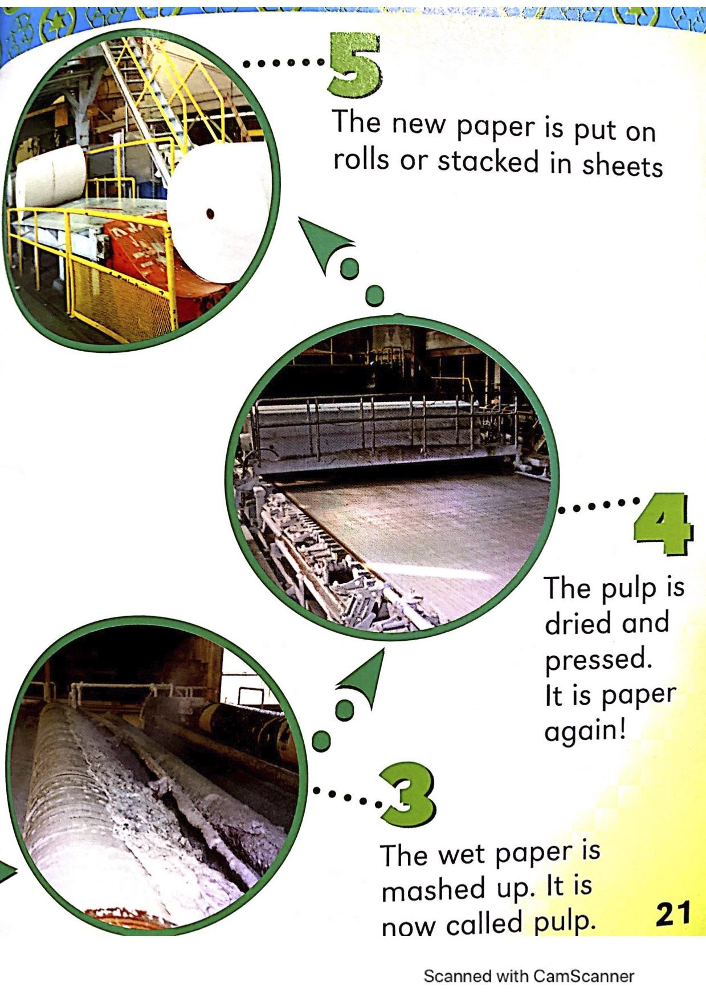 5
The new paper is put on
rolls or stacked in sheets
4
The pulp is
dried and
pressed.
It is paper
again!
3
The wet paper is
mashed up. It is
now called pulp.
21
Scanned with CamScanner